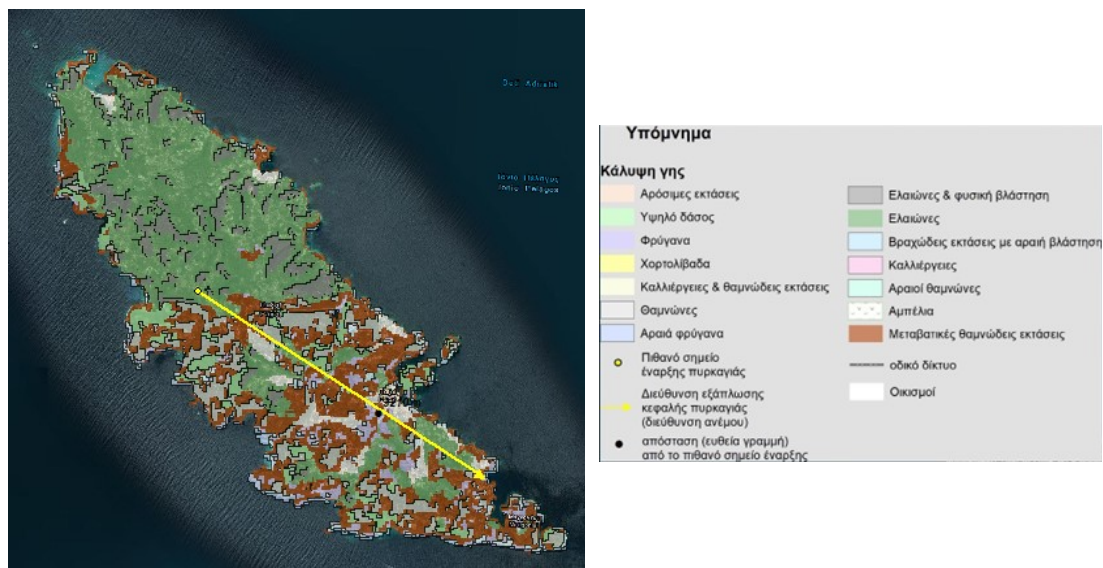 Υπόμνημα
Κάλυψη γης
Αρόσιμες εκτάσεις
Υψηλό δάσος
Φρύγανα
Χορτολίβαδα
Καλλιέργειες & θαμνώδεις εκτάσεις
Θαμνώνες
Αραιά φρύγανα
Πιθανό σημείο
έναρξης πυρκαγιάς
Διεύθυνση εξάπλωσης
κεφαλής πυρκαγιάς
(διεύθυνση ανέμου)
απόσταση (ευθεία γραμμή)
από το πιθανό σημείο έναρξης
Ελαιώνες & φυσική βλάστηση
Ελαιώνες
Βραχώδεις εκτάσεις με αραιή βλάστηση
Καλλιέργειες
Αραιοί θαμνώνες
Αμπέλια
Μεταβατικές θαμνώδεις εκτάσεις
οδικό δίκτυο
Οικισμοί